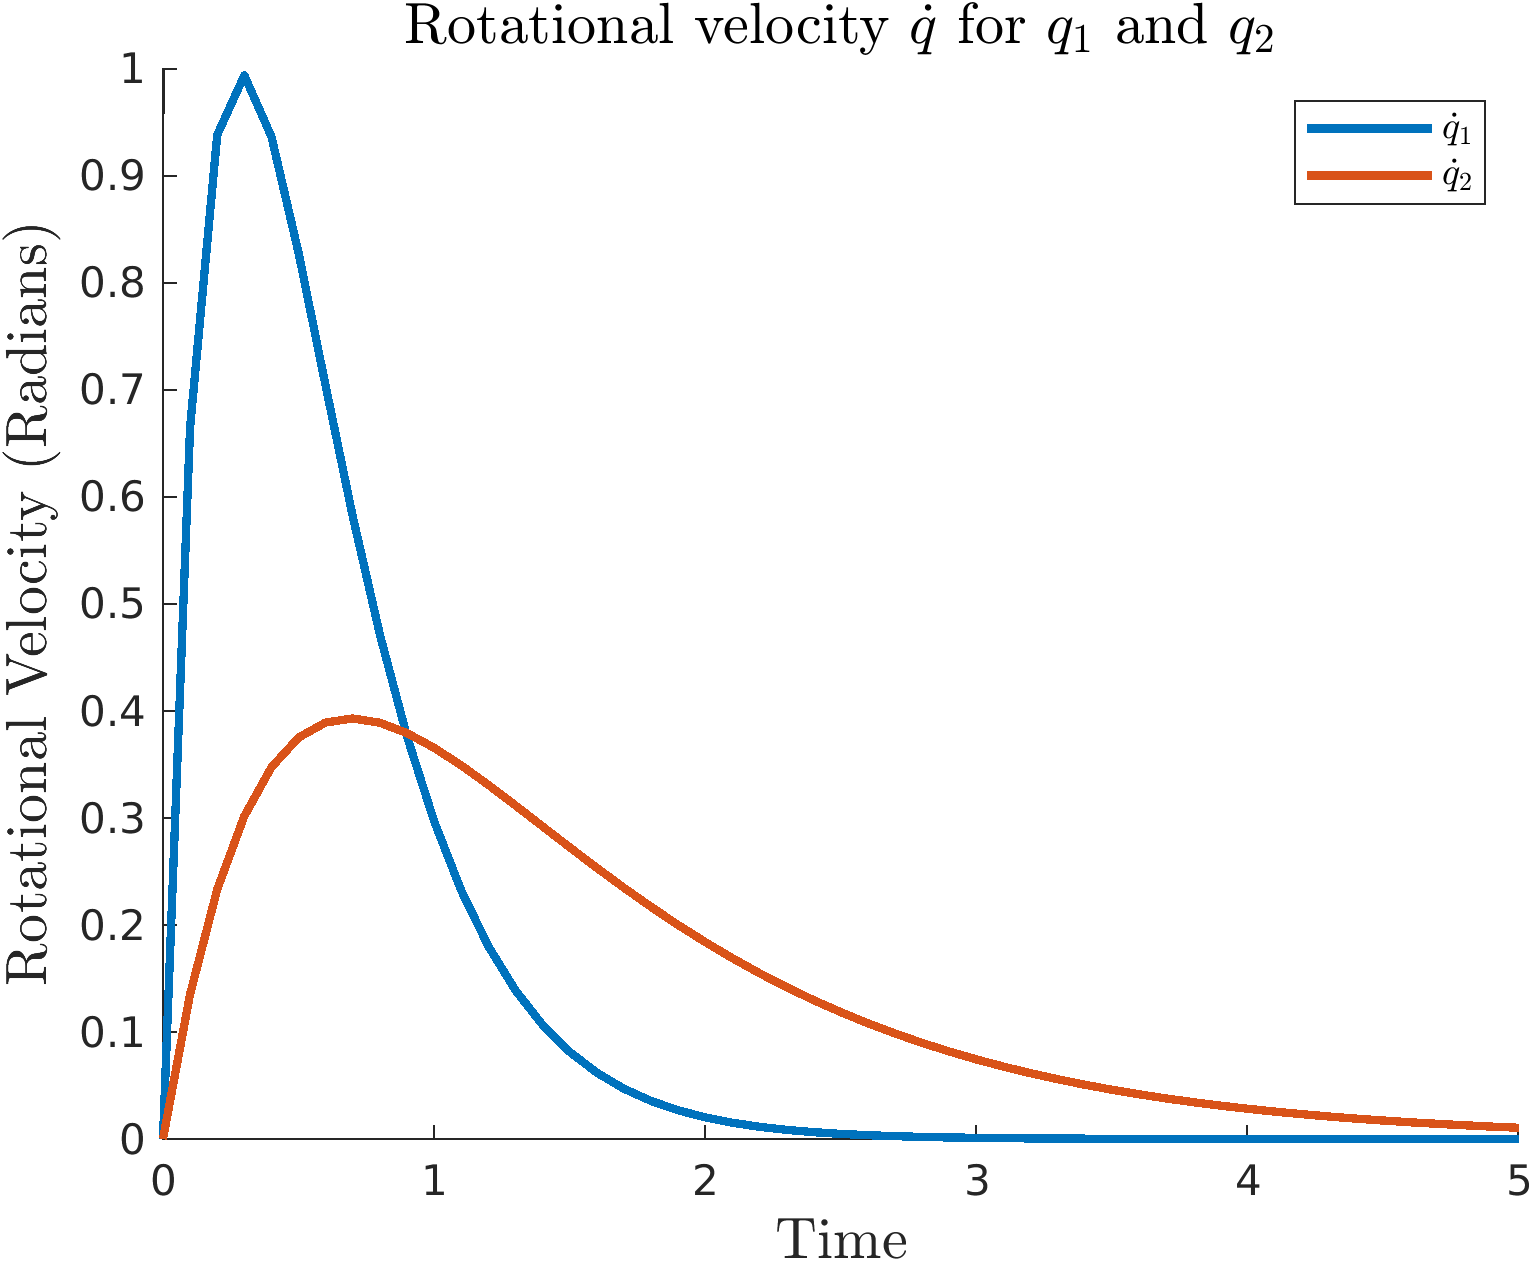 Rotational velocity q̇ for q₁ and q₂
1
0.9
0.8
0.7
0.6
0.5
0.4
0.3
0.2
0.1
0
Rotational Velocity (Radians)
q̇₁
q̇₂
0 1 2 3 4 5
Time